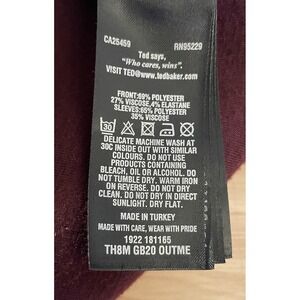 CA25459 RN95229
Ted says,
"Who cares, wins".
VISIT TED@www.tedbaker.com
FRONT:69% POLYESTER
27% VISCOSE,4% ELASTANE
SLEEVES:65% POLYESTER
35% VISCOSE
30
DELICATE MACHINE WASH AT
30C INSIDE OUT WITH SIMILAR
COLOURS. DO NOT USE
PRODUCTS CONTAINING
BLEACH, OIL OR ALCOHOL. DO
NOT TUMBLE DRY. WARM IRON
ON REVERSE. DO NOT DRY
CLEAN. DO NOT DRY IN DIRECT
SUNLIGHT. DRY FLAT.
MADE IN TURKEY
MADE WITH CARE, WEAR WITH PRIDE
1922 181165
TH8M GB20 OUTME